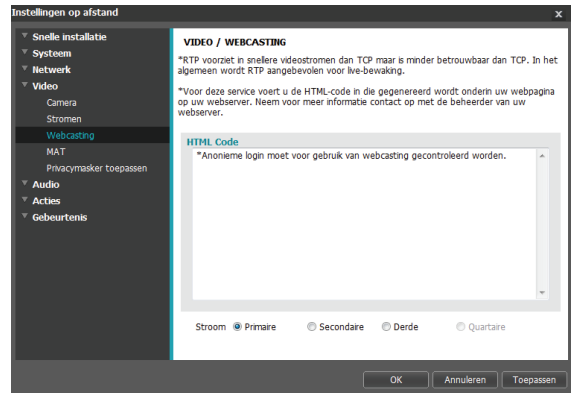 Instellingen op afstand
x
Snelle installatie
Systeem
Netwerk
Video
Camera
Stromen
Webcasting
MAT
Privacymasker toepassen
Audio
Acties
Gebeurtenis
VIDEO / WEBCASTING
*RTP voorziet in snellere videostromen dan TCP maar is minder betrouwbaar dan TCP. In het
algemeen wordt RTP aangebevolen voor live-bewaking.
*Voor deze service voert u de HTML-code in die gegenereerd wordt onderin uw webpagina
op uw webserver. Neem voor meer informatie contact op met de beheerder van uw
webserver.
HTML Code
*Anonieme login moet voor gebruik van webcasting gecontroleerd worden.
Stroom Primaire Secondaire Derde Quartaire
OK Annuleren Toepassen